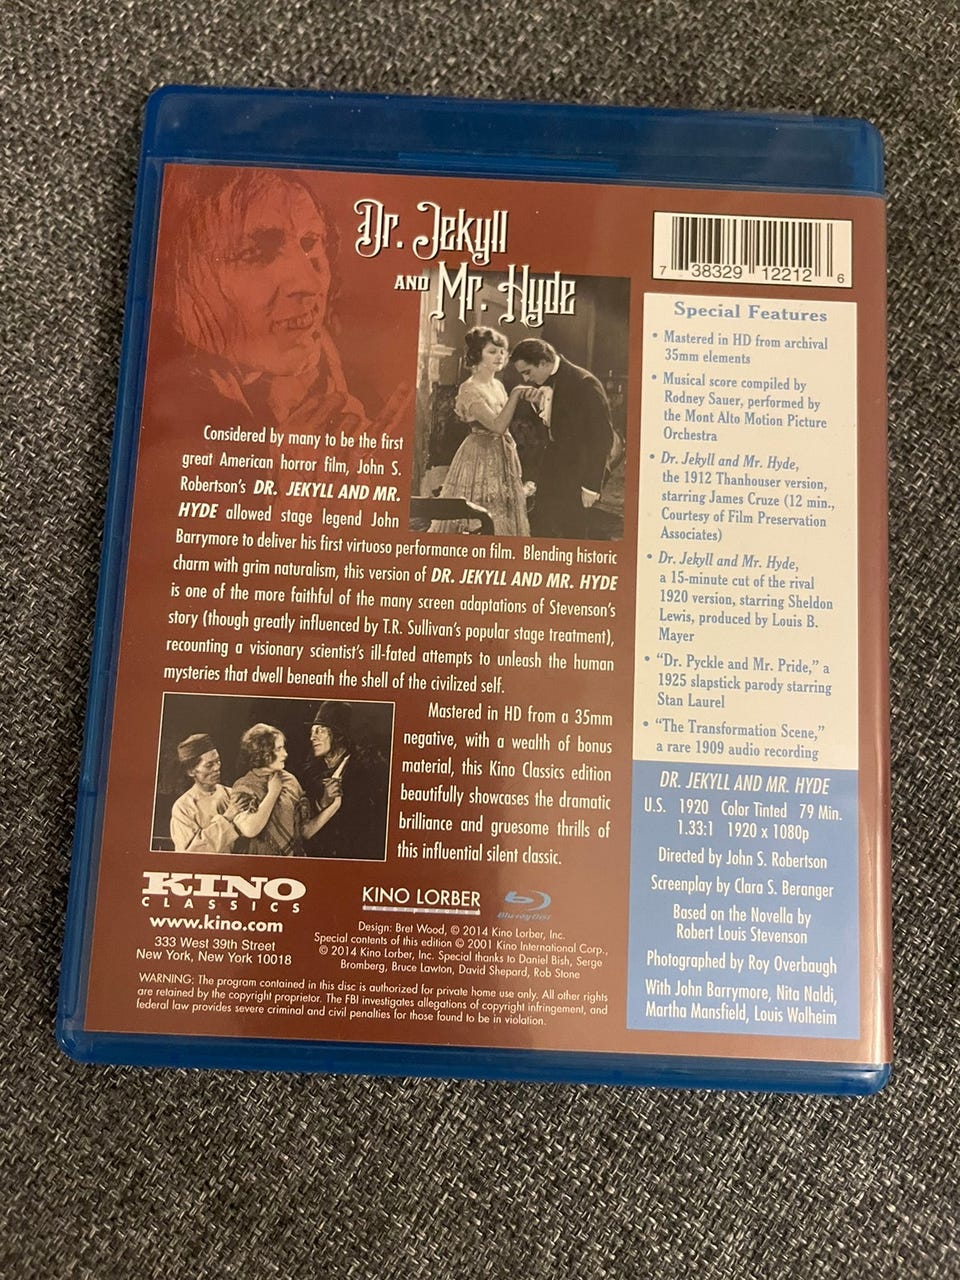 Dr. Jekyll
AND Mr. Hyde
Considered by many to be the first
great American horror film, John S.
Robertson's DR. JEKYLL AND MR.
HYDE allowed stage legend John
Barrymore to deliver his first virtuoso performance on film. Blending historic
charm with grim naturalism, this version of DR. JEKYLL AND MR. HYDE
is one of the more faithful of the many screen adaptations of Stevenson's
story (though greatly influenced by T.R. Sullivan's popular stage treatment),
recounting a visionary scientist's ill-fated attempts to unleash the human
mysteries that dwell beneath the shell of the civilized self.
Mastered in HD from a 35mm
negative, with a wealth of bonus
material, this Kino Classics edition
beautifully showcases the dramatic
brilliance and gruesome thrills of
this influential silent classic.
KINO
CLASSICS
www.kino.com
333 West 39th Street
New York, New York 10018
KINO LORBER
incorporated
Blu-ray Disc
Design: Bret Wood, © 2014 Kino Lorber, Inc.
Special contents of this edition © 2001 Kino International Corp.,
© 2014 Kino Lorber, Inc. Special thanks to Daniel Bish, Serge
Bromberg, Bruce Lawton, David Shepard, Rob Stone
WARNING: The program contained in this disc is authorized for private home use only. All other rights
are retained by the copyright proprietor. The FBI investigates allegations of copyright infringement, and
federal law provides severe criminal and civil penalties for those found to be in violation.
7 38329 12212 6
Special Features
• Mastered in HD from archival
35mm elements
• Musical score compiled by
Rodney Sauer, performed by
the Mont Alto Motion Picture
Orchestra
• Dr. Jekyll and Mr. Hyde,
the 1912 Thanhouser version,
starring James Cruze (12 min.,
Courtesy of Film Preservation
Associates)
• Dr. Jekyll and Mr. Hyde,
a 15-minute cut of the rival
1920 version, starring Sheldon
Lewis, produced by Louis B.
Mayer
• "Dr. Pyckle and Mr. Pride," a
1925 slapstick parody starring
Stan Laurel
• "The Transformation Scene,"
a rare 1909 audio recording
DR. JEKYLL AND MR. HYDE
U.S. 1920 Color Tinted 79 Min.
1.33:1 1920 x 1080p
Directed by John S. Robertson
Screenplay by Clara S. Beranger
Based on the Novella by
Robert Louis Stevenson
Photographed by Roy Overbaugh
With John Barrymore, Nita Naldi,
Martha Mansfield, Louis Wolheim